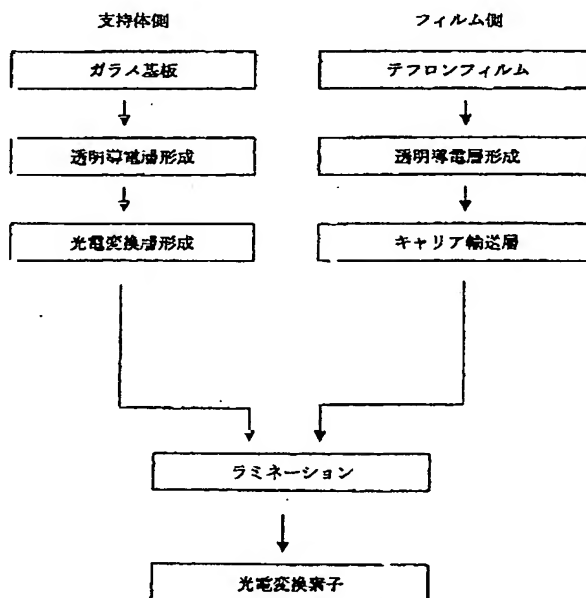 支持体側
フィルム側
ガラス基板
テフロンフィルム
透明導電層形成
透明導電層形成
光電変換層形成
キャリア輸送層
ラミネーション
光電変換素子